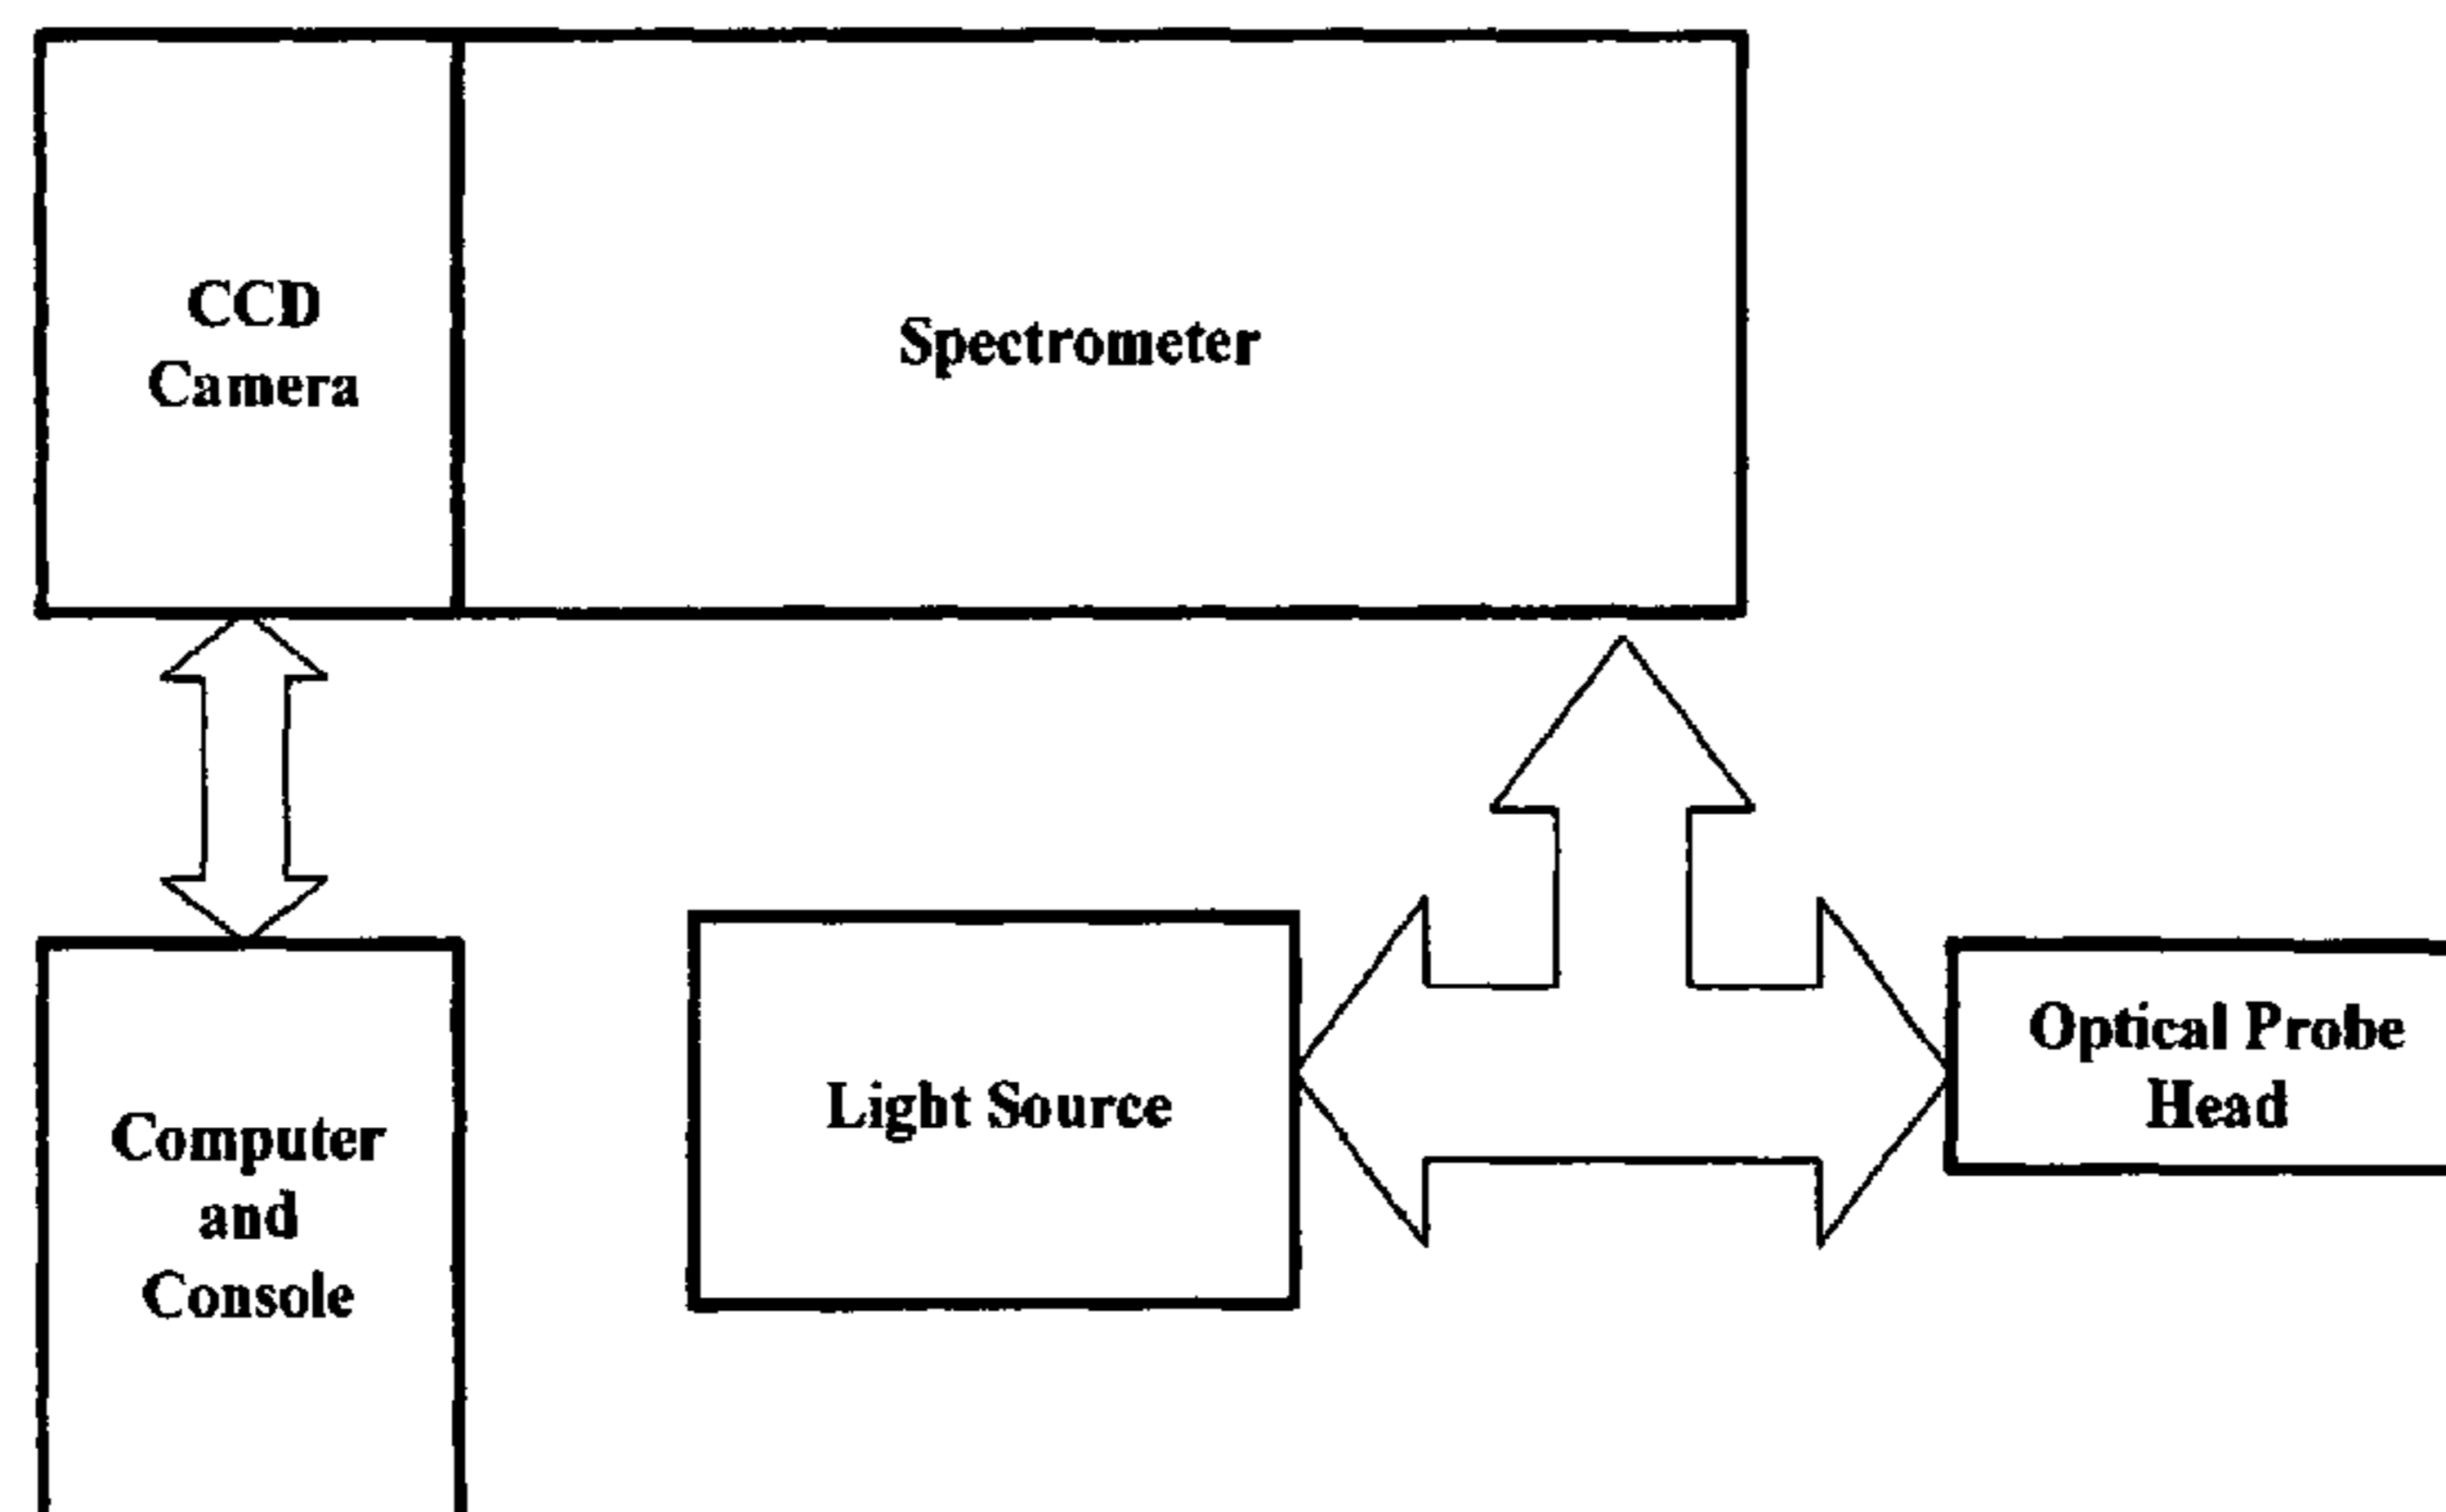 CCD
Camera
Spectrometer
Computer
and
Console
Light Source
Optical Probe
Head